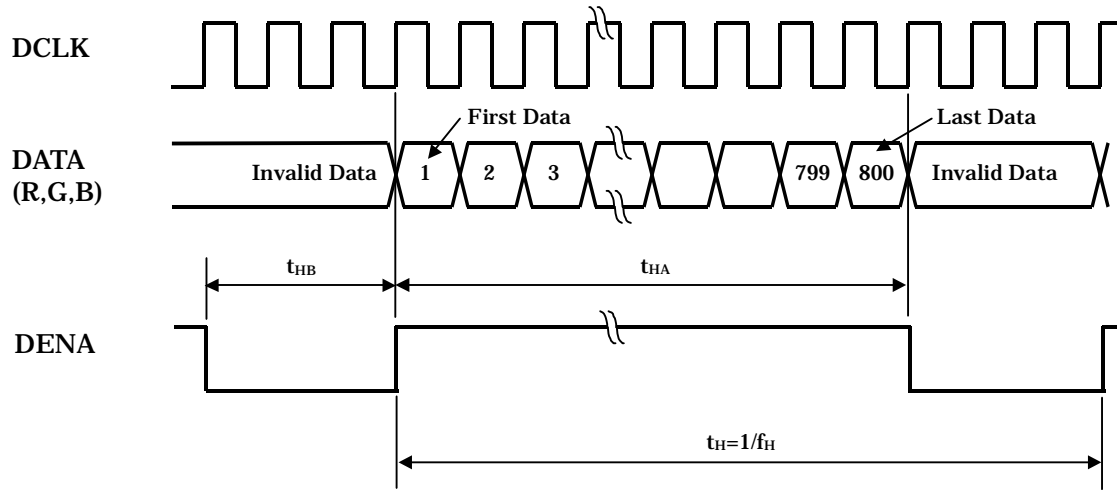 DCLK
First Data
Last Data
DATA
(R,G,B)
Invalid Data 1 2 3 799 800 Invalid Data
tHB
tHA
DENA
tH=1/fH